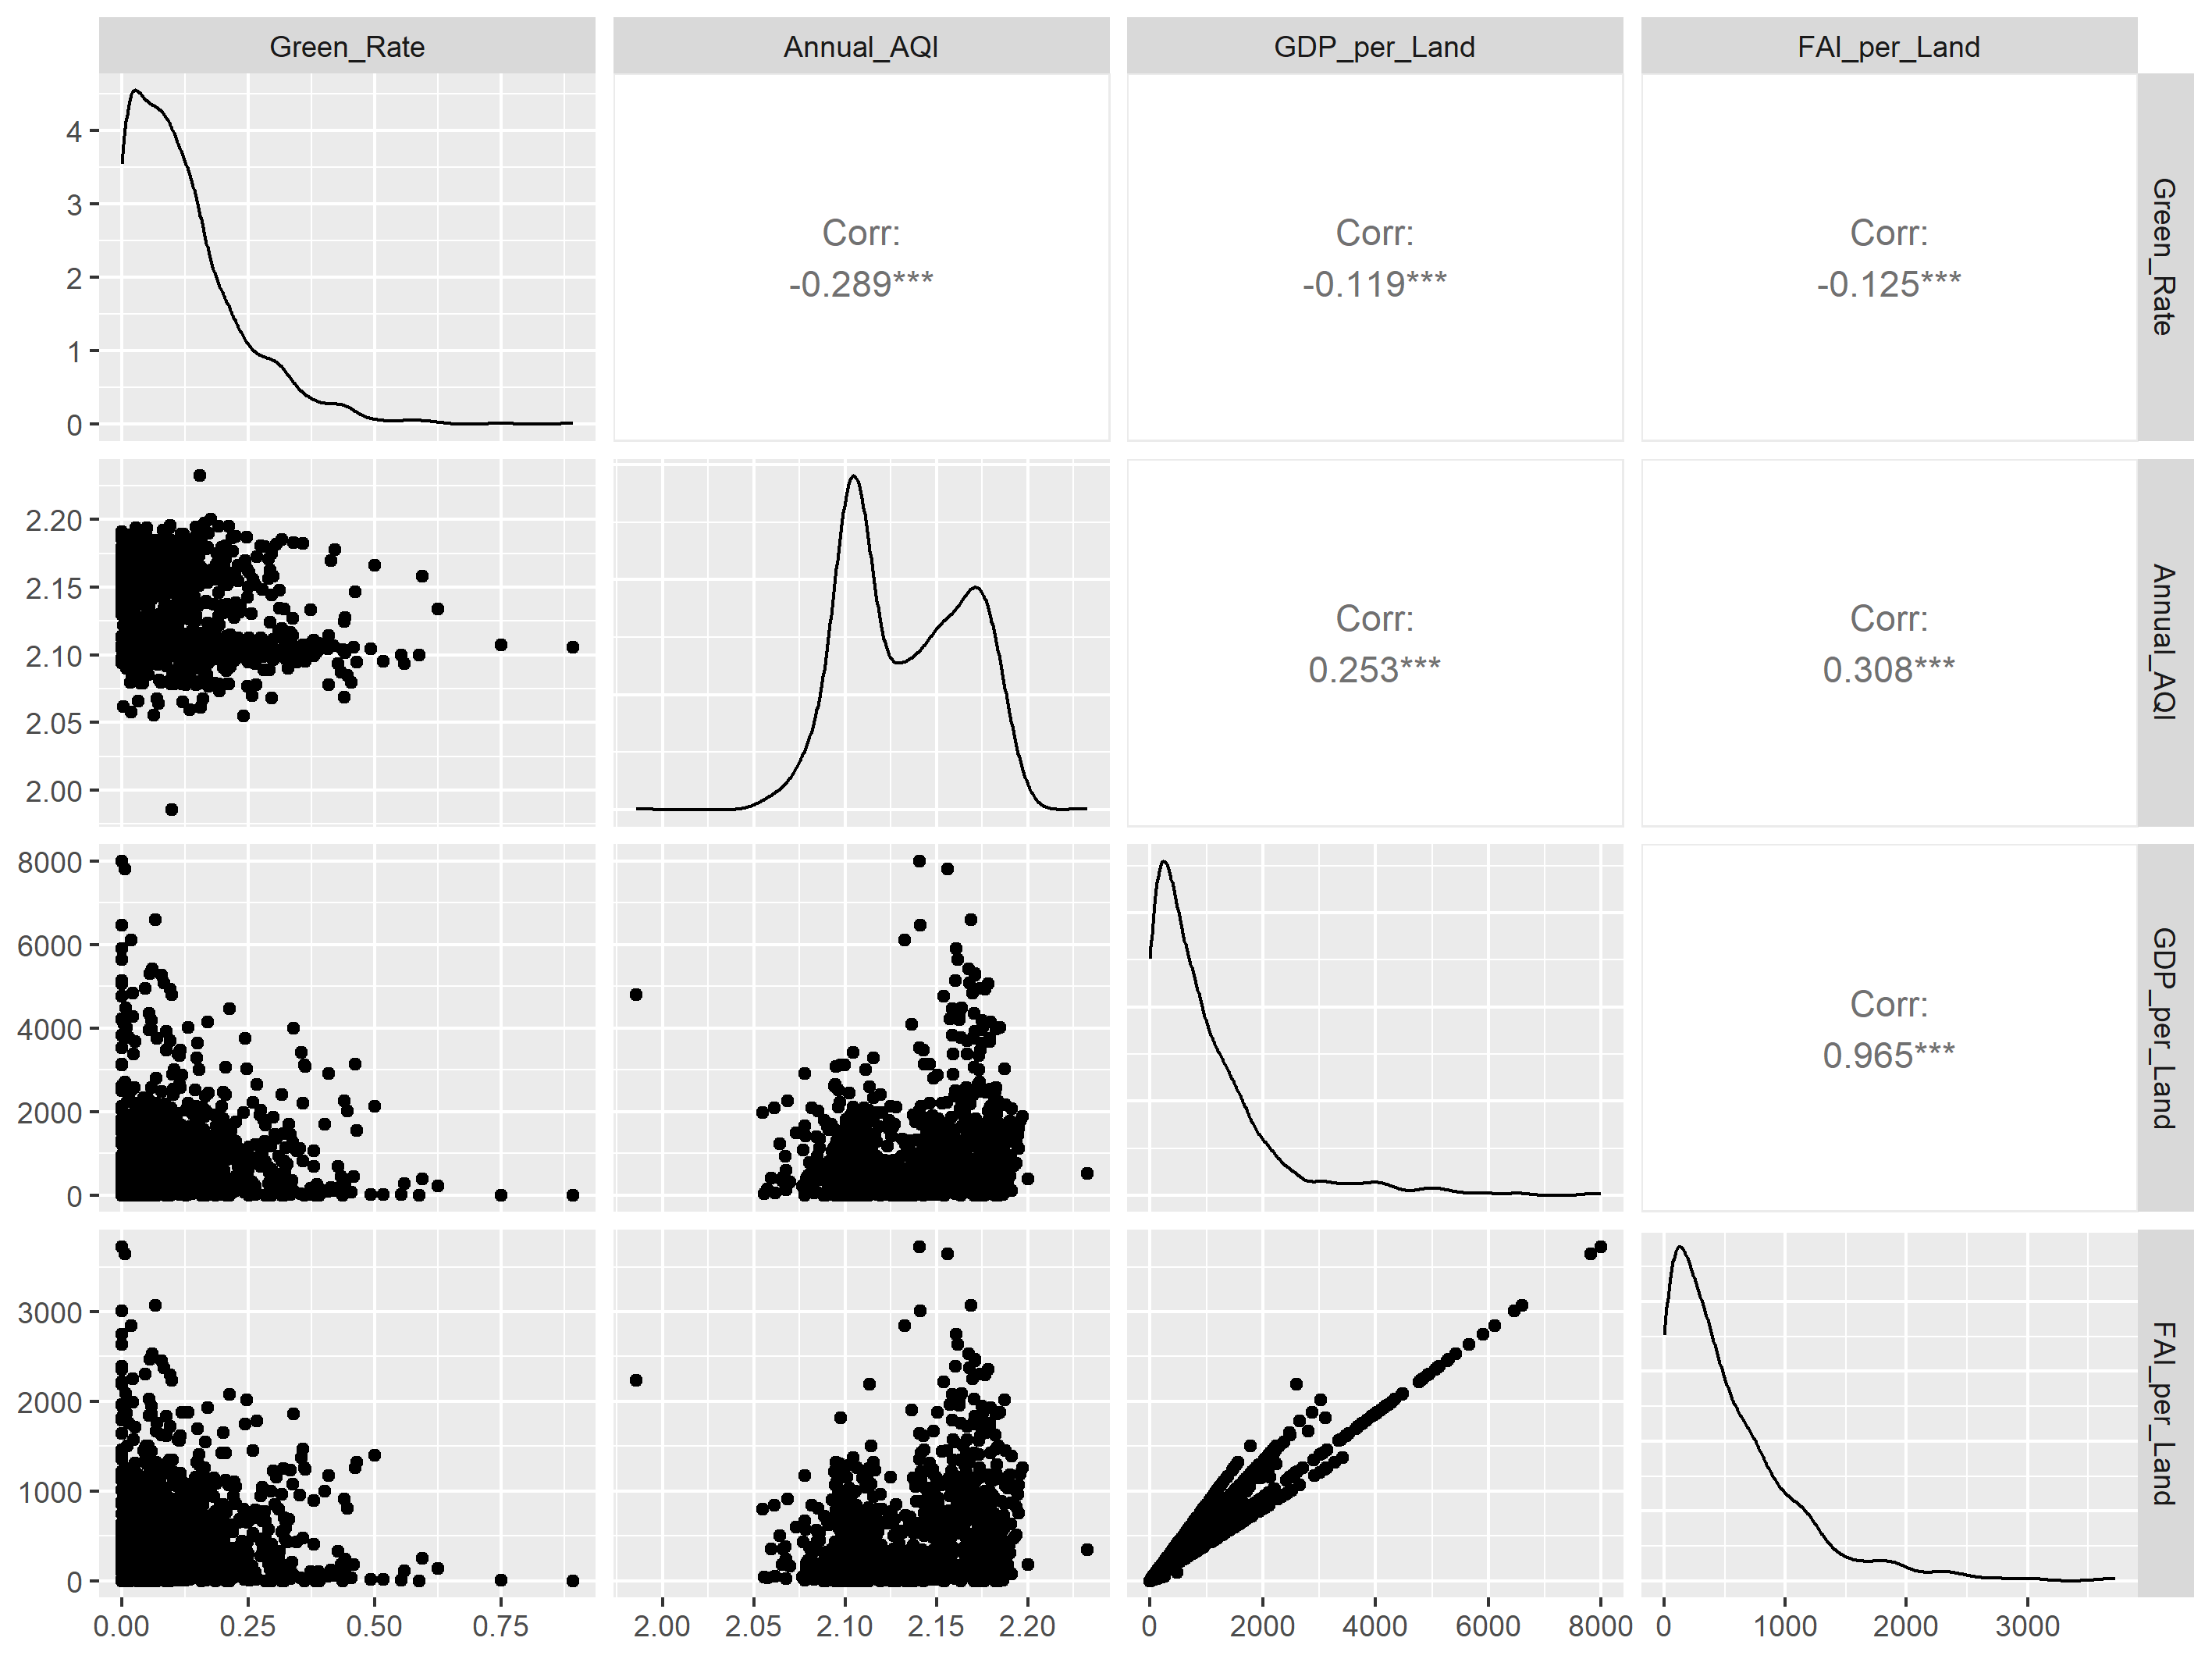 Green_Rate
Annual_AQI
GDP_per_Land
FAI_per_Land
4
3
2
1
0
Corr:
-0.289***
Corr:
-0.119***
Corr:
-0.125***
Green_Rate
2.20
2.15
2.10
2.05
2.00
Corr:
0.253***
Corr:
0.308***
Annual_AQI
8000
6000
4000
2000
0
Corr:
0.965***
GDP_per_Land
3000
2000
1000
0
FAI_per_Land
0.00 0.25 0.50 0.75
2.00 2.05 2.10 2.15 2.20
0 2000 4000 6000 8000
0 1000 2000 3000